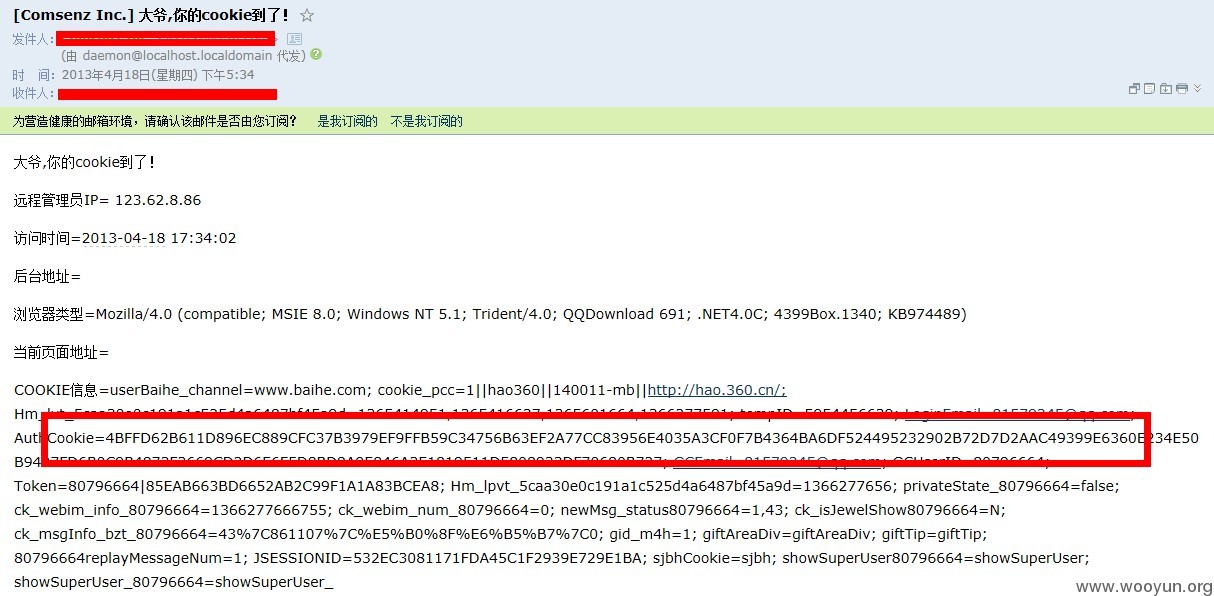 [Comsenz Inc.] 大爷,你的cookie到了!
发件人:
(由 daemon@localhost.localdomain 代发)
时 间: 2013年4月18日(星期四) 下午5:34
收件人:
为营造健康的邮箱环境，请确认该邮件是否由您订阅? 是我订阅的 不是我订阅的
大爷,你的cookie到了!
远程管理员IP= 123.62.8.86
访问时间=2013-04-18 17:34:02
后台地址=
浏览器类型=Mozilla/4.0 (compatible; MSIE 8.0; Windows NT 5.1; Trident/4.0; QQDownload 691; .NET4.0C; 4399Box.1340; KB974489)
当前页面地址=
COOKIE信息=userBaihe_channel=www.baihe.com; cookie_pcc=1||hao360||140011-mb||http://hao.360.cn/;
AuthCookie=4BFFD62B611D896EC889CFC37B3979EF9FFB59C34756B63EF2A77CC83956E4035A3CF0F7B4364BA6DF524495232902B72D7D2AAC49399E6360E234E50
Token=80796664|85EAB663BD6652AB2C99F1A1A83BCEA8; Hm_lpvt_5caa30e0c191a1c525d4a6487bf45a9d=1366277656; privateState_80796664=false;
ck_webim_info_80796664=1366277666755; ck_webim_num_80796664=0; newMsg_status80796664=1,43; ck_isJewelShow80796664=N;
ck_msgInfo_bzt_80796664=43%7C861107%7C%E5%B0%8F%E6%B5%B7%7C0; gid_m4h=1; giftAreaDiv=giftAreaDiv; giftTip=giftTip;
80796664replayMessageNum=1; JSESSIONID=532EC3081171FDA45C1F2939E729E1BA; sjbhCookie=sjbh; showSuperUser80796664=showSuperUser;
showSuperUser_80796664=showSuperUser_
www.wooyun.org